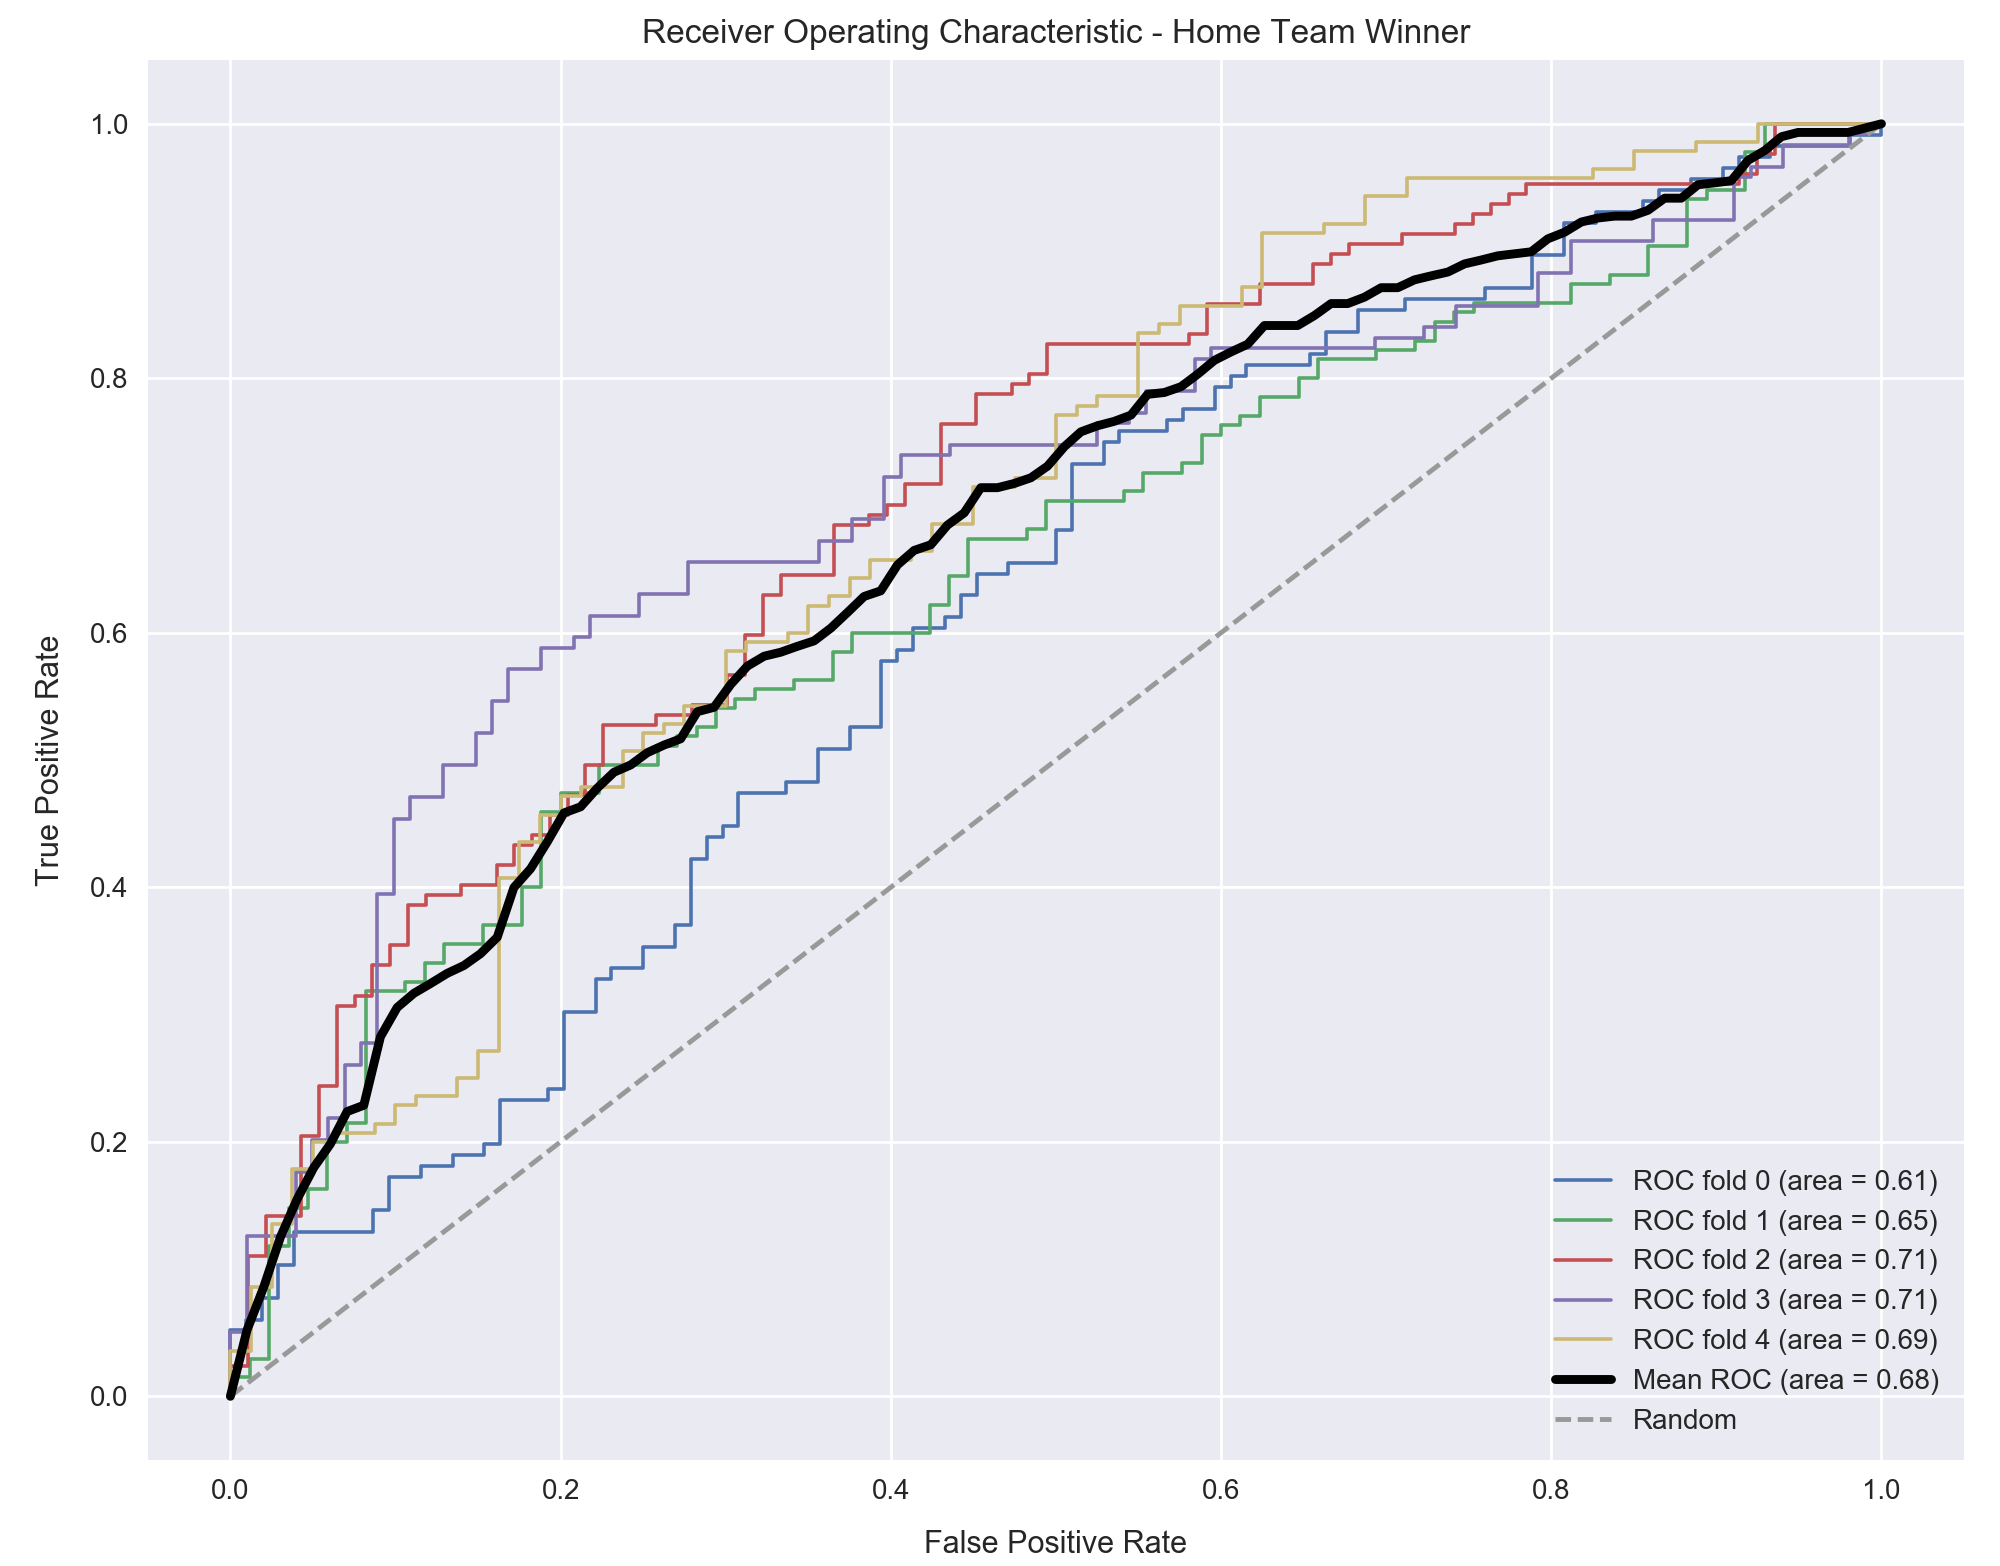 Receiver Operating Characteristic - Home Team Winner
1.0
0.8
0.6
0.4
0.2
0.0
True Positive Rate
ROC fold 0 (area = 0.61)
ROC fold 1 (area = 0.65)
ROC fold 2 (area = 0.71)
ROC fold 3 (area = 0.71)
ROC fold 4 (area = 0.69)
Mean ROC (area = 0.68)
Random
0.0 0.2 0.4 0.6 0.8 1.0
False Positive Rate